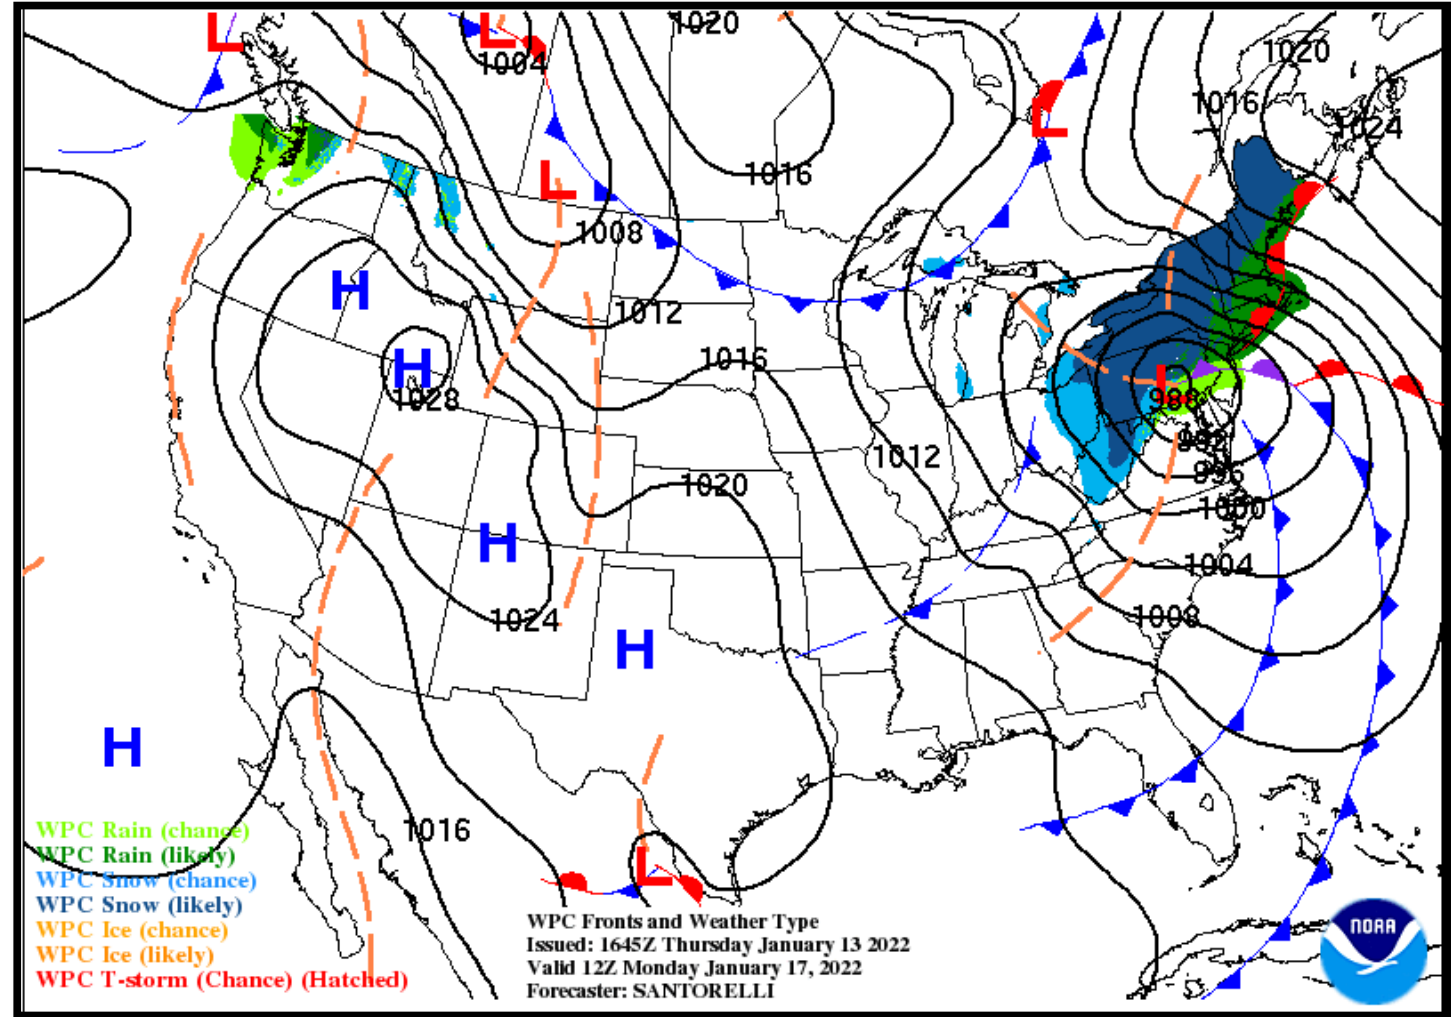 L
L
1020
1020
1004
1016
L
1024
L
1016
1008
H
1012
1016
H
1028
L
988
992
1012
996
1020
1000
H
1004
1024
1008
H
H
1016
WPC Rain (chance)
WPC Rain (likely)
WPC Snow (chance)
WPC Snow (likely)
WPC Ice (chance)
WPC Ice (likely)
WPC T-storm (Chance) (Hatched)
L
WPC Fronts and Weather Type
Issued: 1645Z Thursday January 13 2022
Valid 12Z Monday January 17, 2022
Forecaster: SANTORELLI
NOAA